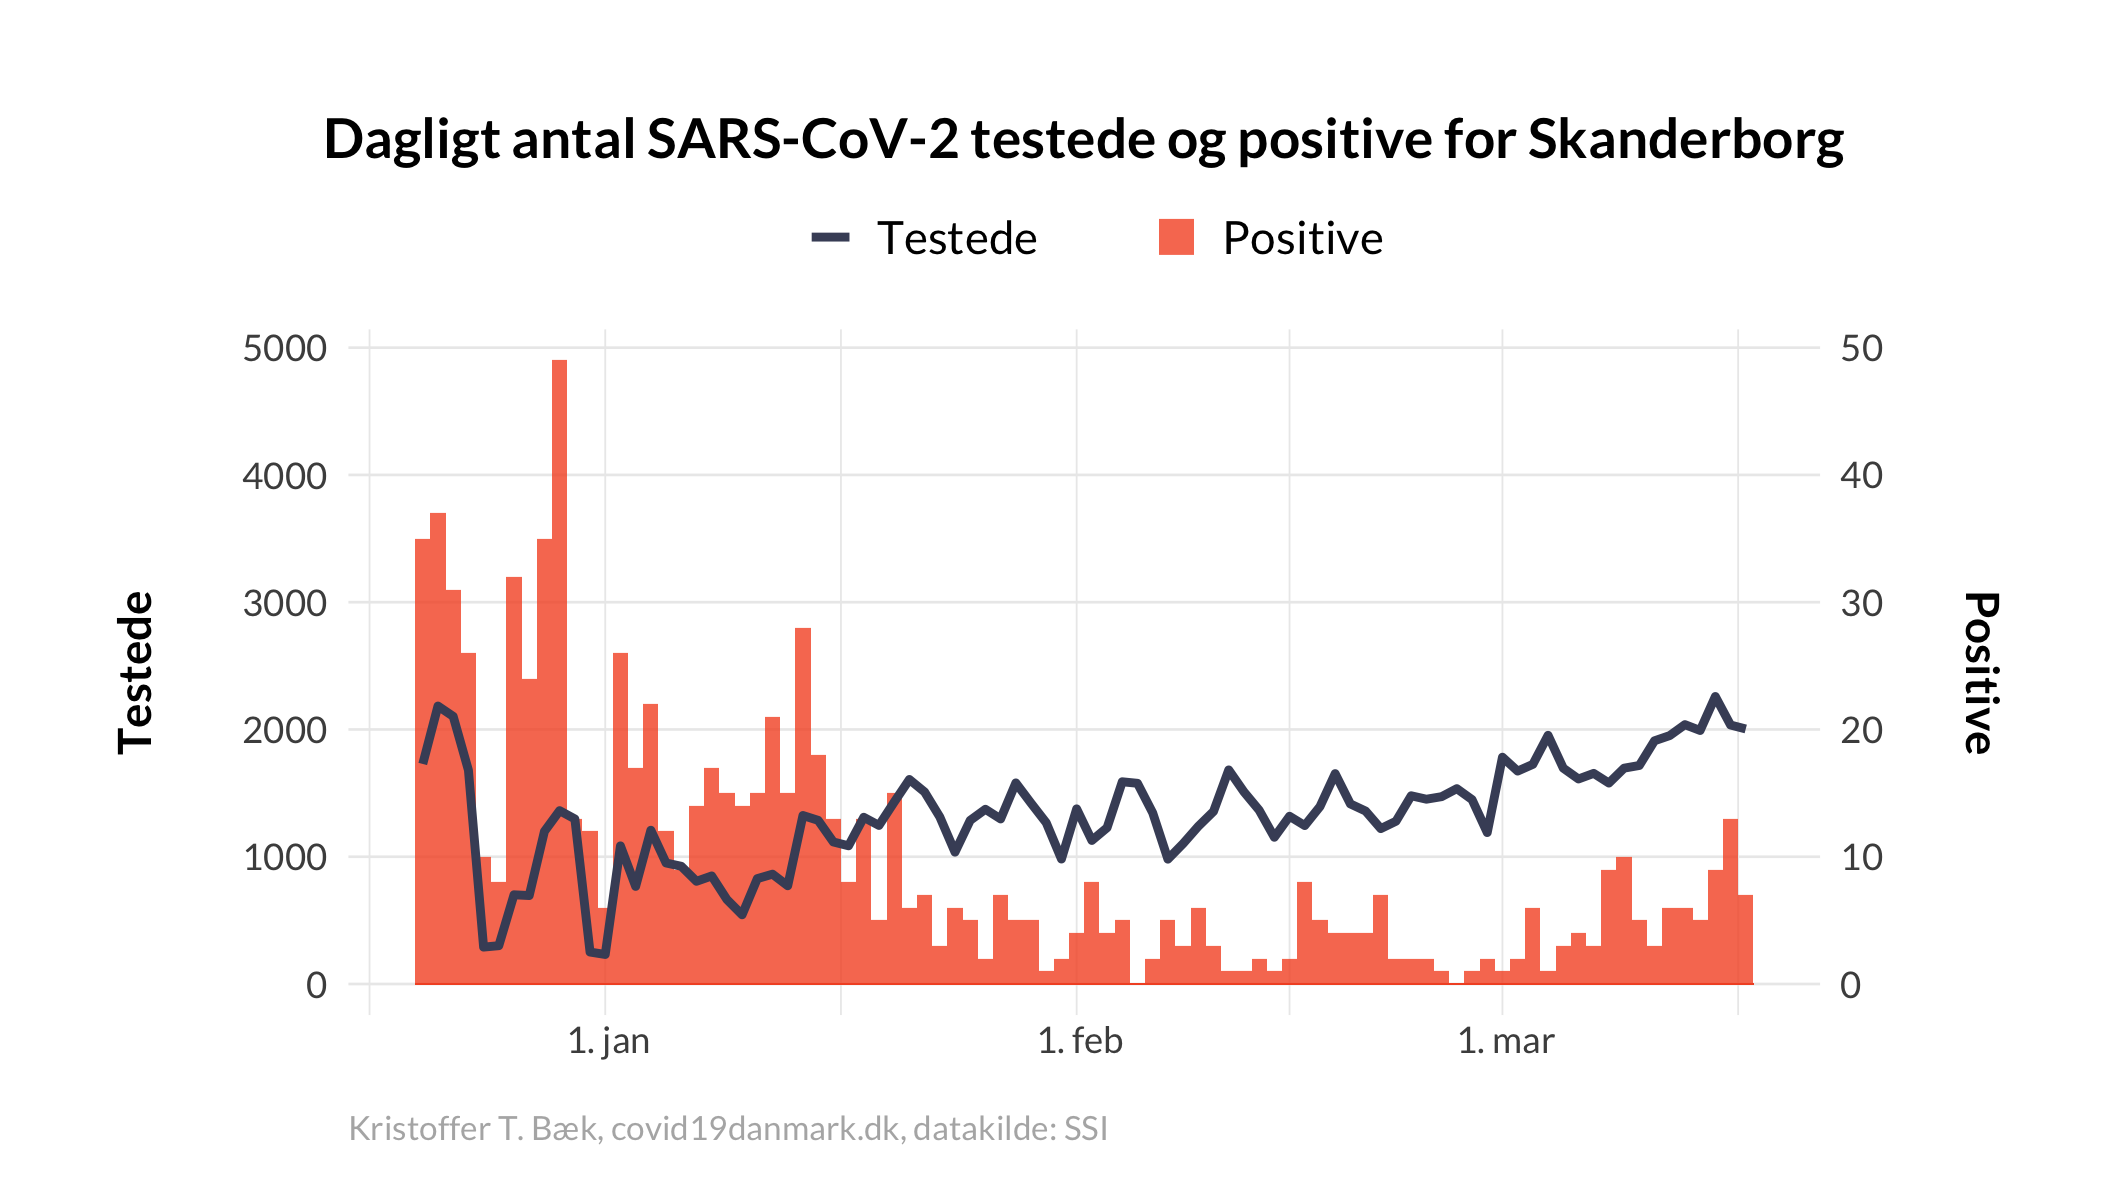 Dagligt antal SARS-CoV-2 testede og positive for Skanderborg
Testede Positive
5000 50
4000 40
3000 30
2000 20
1000 10
0 0
Testede
Positive
1. jan 1. feb 1. mar
Kristoffer T. Bæk, covid19danmark.dk, datakilde: SSI